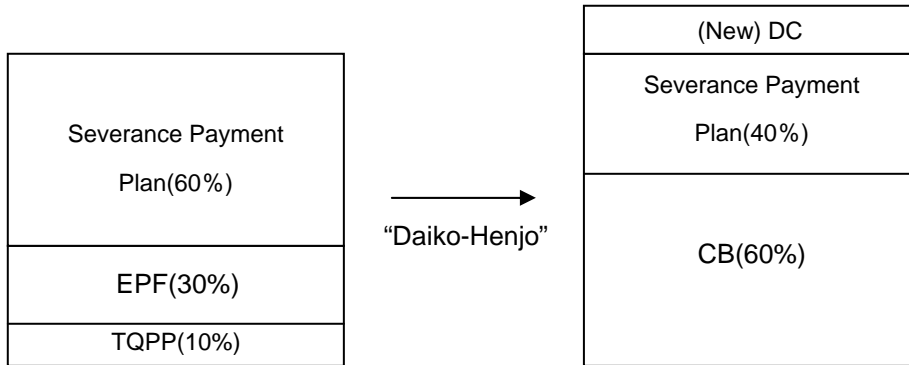 Severance Payment
Plan(60%)
EPF(30%)
TQPP(10%)
“Daiko-Henjo”
(New) DC
Severance Payment
Plan(40%)
CB(60%)